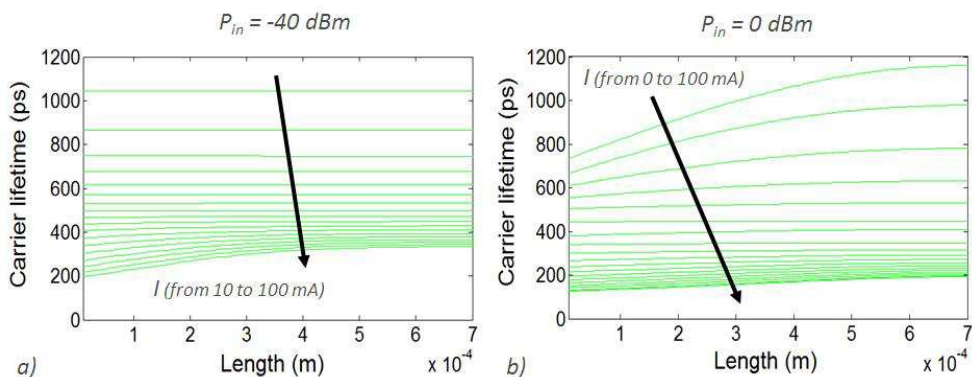 P_in = -40 dBm
P_in = 0 dBm
1200
1000
800
600
400
200
0
Carrier lifetime (ps)
I (from 10 to 100 mA)
1 2 3 4 5 6 7
Length (m)
x 10^-4
a)
1200
1000
800
600
400
200
0
Carrier lifetime (ps)
I (from 0 to 100 mA)
1 2 3 4 5 6 7
Length (m)
x 10^-4
b)